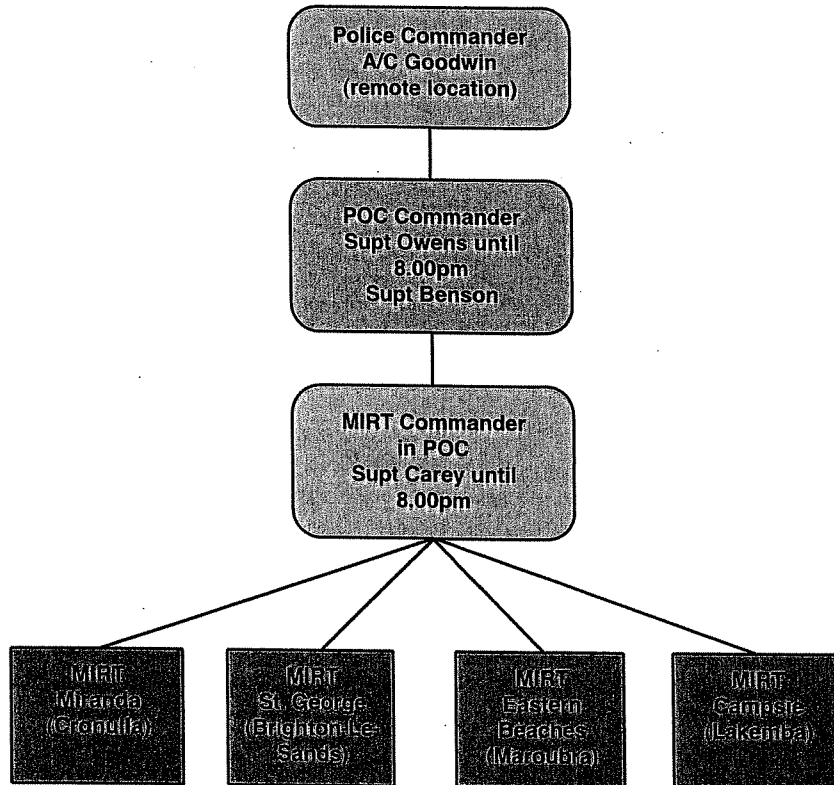 Police Commander
A/C Goodwin
(remote location)
POC Commander
Supt Owens until
8.00pm
Supt Benson
MIRT Commander
in POC
Supt Carey until
8.00pm
MIRT
Miranda
(Cronulla)
MIRT
St. George
(Brighton-Le-
Sands)
MIRT
Eastern
Beaches
(Maroubra)
MIRT
Campsie
(Lakemba)